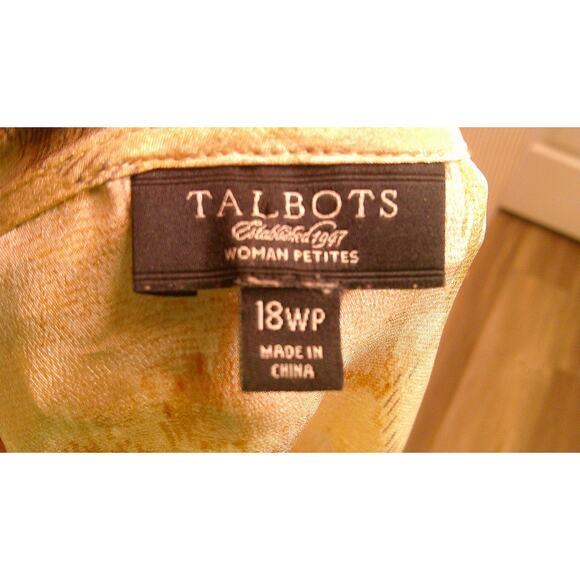 TALBOTS
Established 1947
WOMAN PETITES
18WP
MADE IN
CHINA